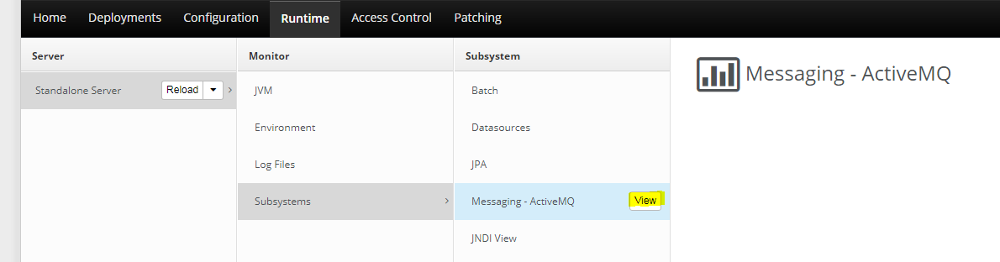 Home Deployments Configuration Runtime Access Control Patching
Server Monitor Subsystem
Messaging - ActiveMQ
Standalone Server Reload JVM Batch
Environment Datasources
Log Files JPA
Subsystems Messaging - ActiveMQ View
JNDI View